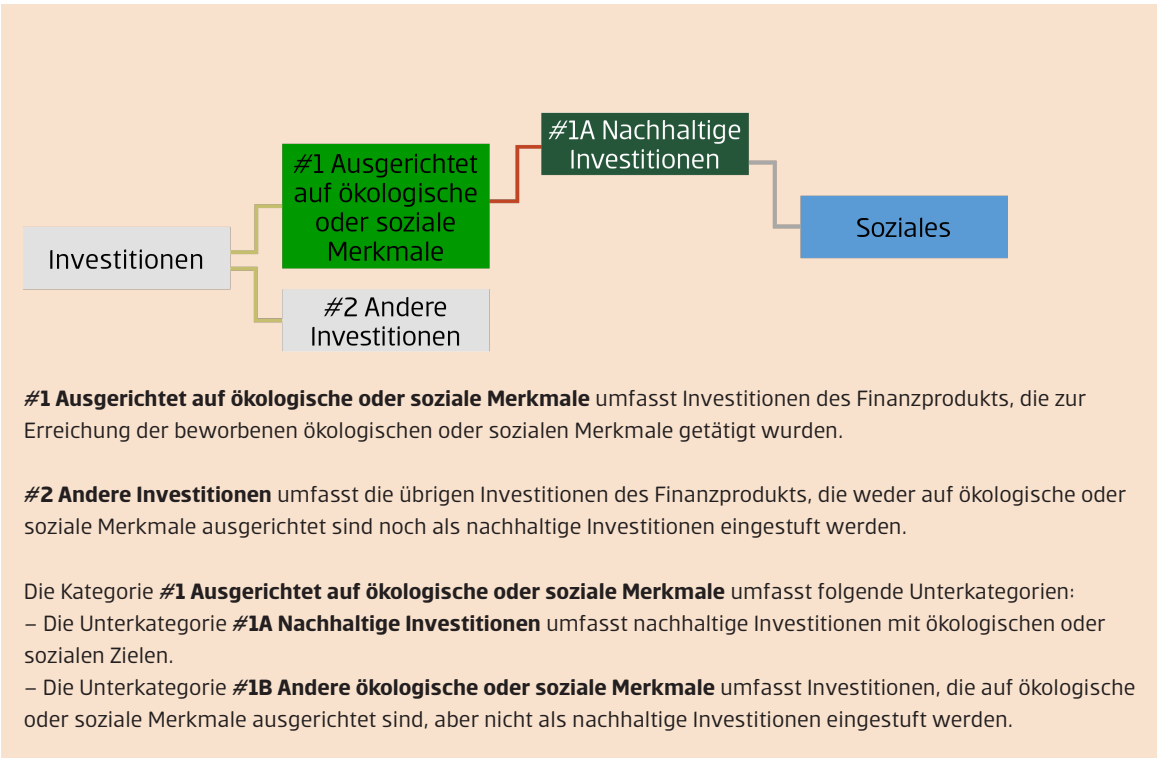 #1A Nachhaltige
Investitionen
#1 Ausgerichtet
auf ökologische
oder soziale
Merkmale
Soziales
Investitionen
#2 Andere
Investitionen
#1 Ausgerichtet auf ökologische oder soziale Merkmale umfasst Investitionen des Finanzprodukts, die zur
Erreichung der beworbenen ökologischen oder sozialen Merkmale getätigt wurden.
#2 Andere Investitionen umfasst die übrigen Investitionen des Finanzprodukts, die weder auf ökologische oder
soziale Merkmale ausgerichtet sind noch als nachhaltige Investitionen eingestuft werden.
Die Kategorie #1 Ausgerichtet auf ökologische oder soziale Merkmale umfasst folgende Unterkategorien:
– Die Unterkategorie #1A Nachhaltige Investitionen umfasst nachhaltige Investitionen mit ökologischen oder
sozialen Zielen.
– Die Unterkategorie #1B Andere ökologische oder soziale Merkmale umfasst Investitionen, die auf ökologische
oder soziale Merkmale ausgerichtet sind, aber nicht als nachhaltige Investitionen eingestuft werden.